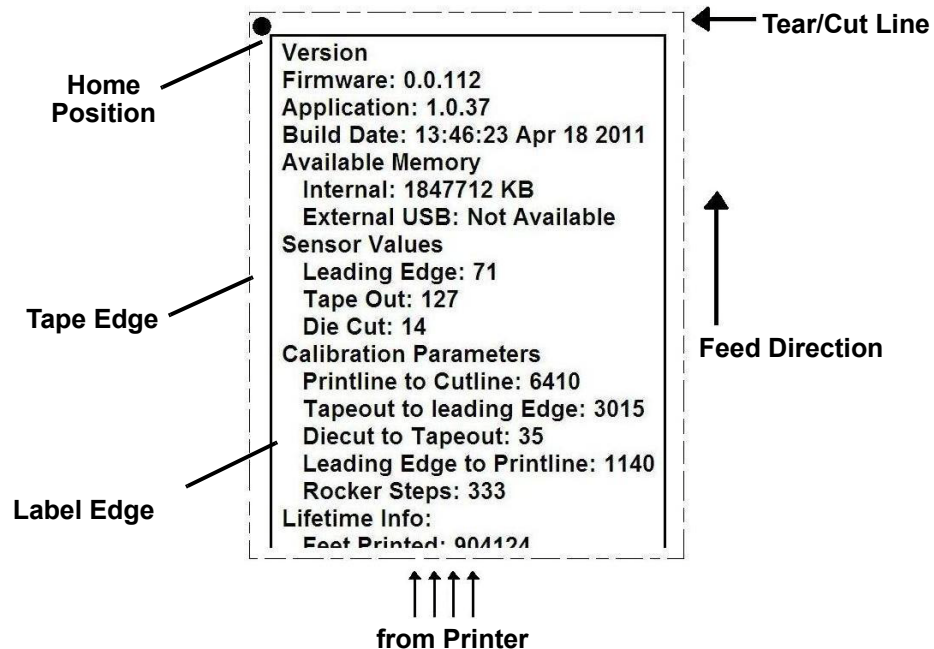 Tear/Cut Line
Home
Position
Version
Firmware: 0.0.112
Application: 1.0.37
Build Date: 13:46:23 Apr 18 2011
Available Memory
Internal: 1847712 KB
External USB: Not Available
Sensor Values
Leading Edge: 71
Tape Out: 127
Die Cut: 14
Calibration Parameters
Printline to Cutline: 6410
Tapeout to leading Edge: 3015
Diecut to Tapeout: 35
Leading Edge to Printline: 1140
Rocker Steps: 333
Lifetime Info:
Feet Printed: 904124
Tape Edge
Feed Direction
Label Edge
from Printer